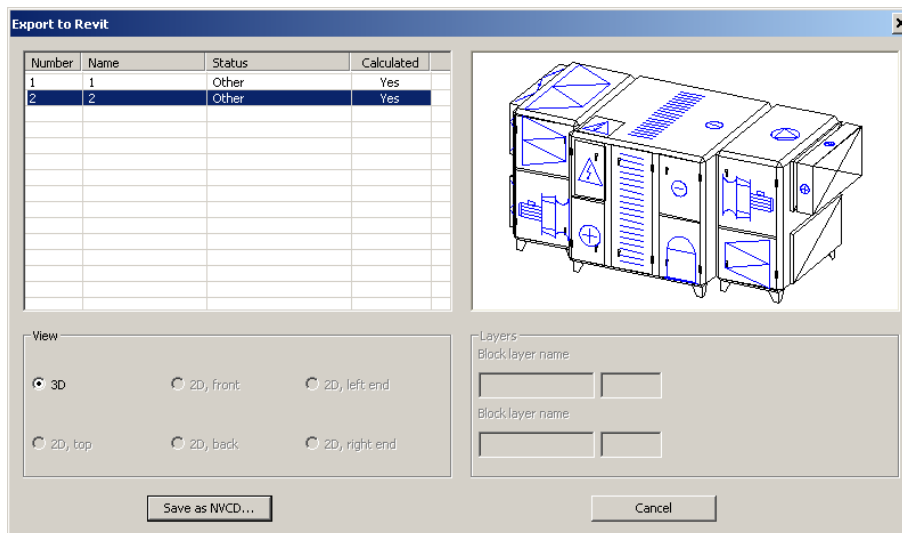 Export to Revit
Number Name Status Calculated
1 1 Other Yes
2 2 Other Yes
View
3D
2D, front
2D, left end
2D, top
2D, back
2D, right end
Layers
Block layer name
Block layer name
Save as NVCD...
Cancel